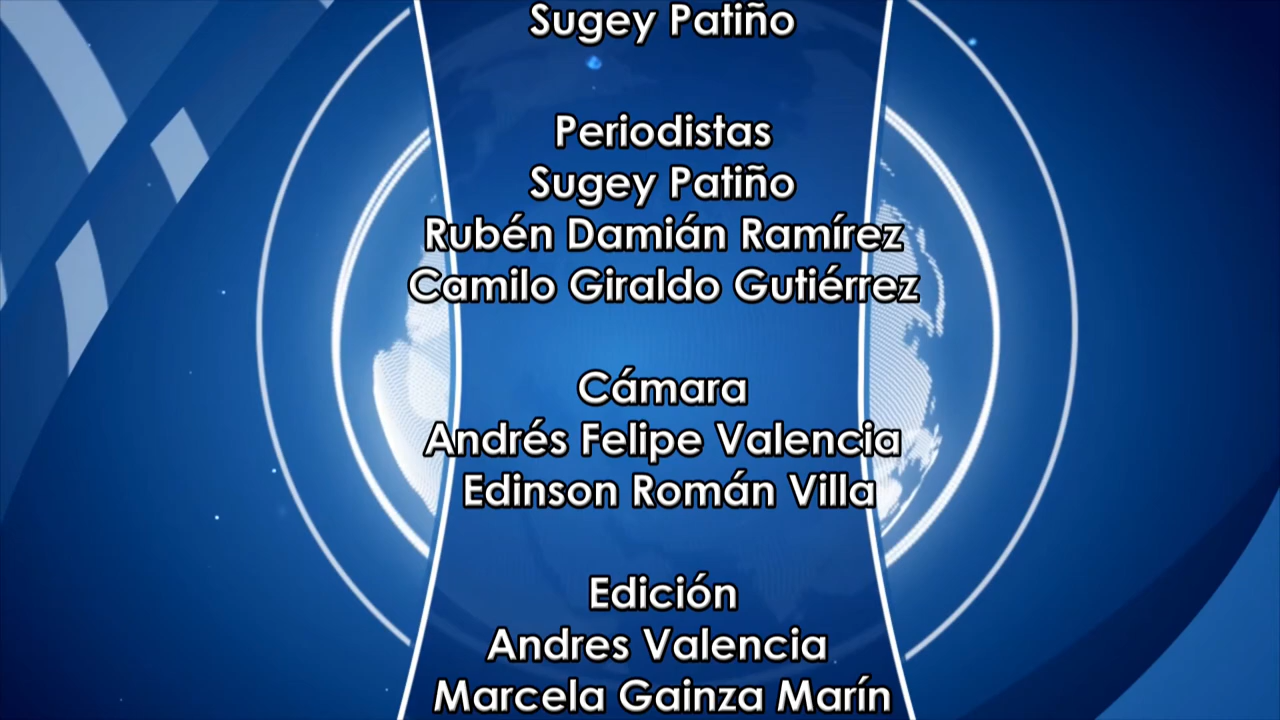 Sugey Patiño
Periodistas
Sugey Patiño
Rubén Damián Ramírez
Camilo Giraldo Gutiérrez
Cámara
Andrés Felipe Valencia
Edinson Román Villa
Edición
Andres Valencia
Marcela Gainza Marín